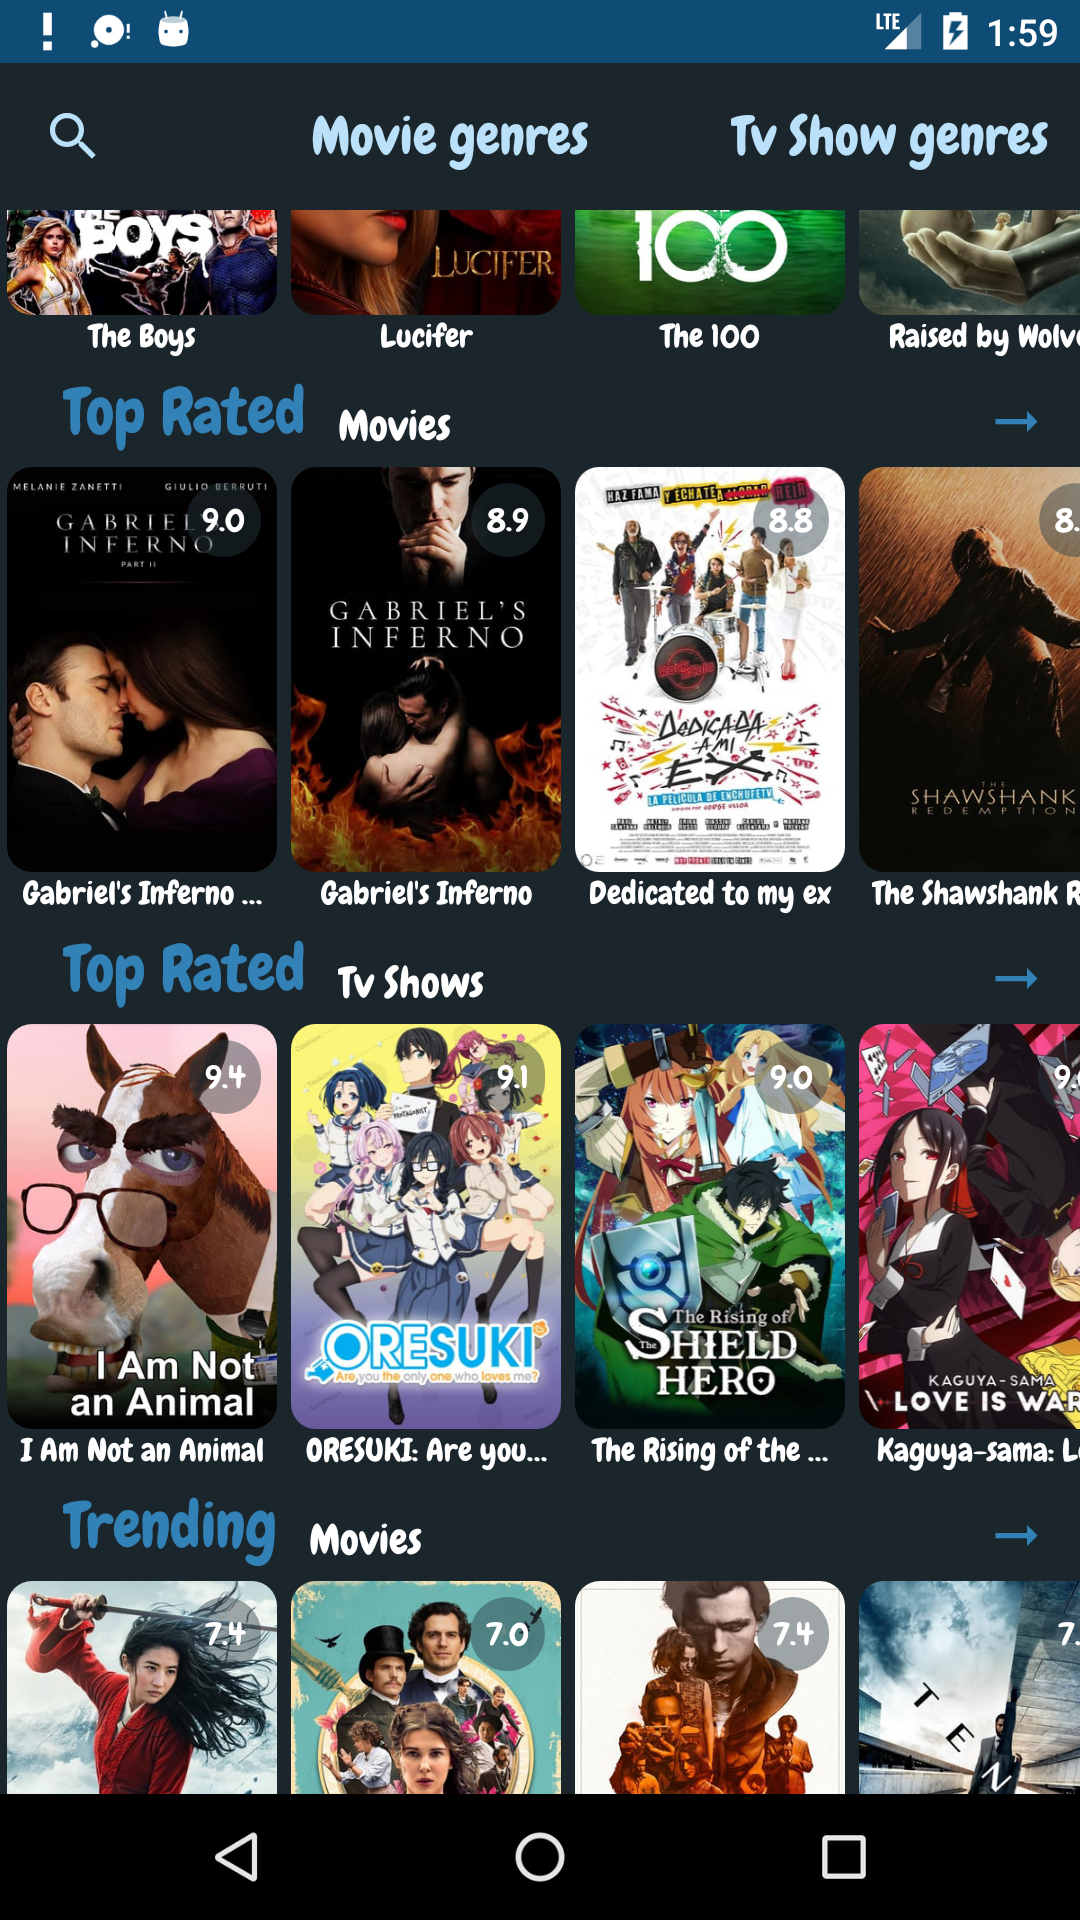 LTE 1:59
Movie genres Tv Show genres
THE BOYS
LUCIFER
100
The Boys
Lucifer
The 100
Raised by Wolve
Top Rated Movies
MELANIE ZANETTI GIULIO BERRUTI
9.0
GABRIEL
INFERNO
PART II
8.9
GABRIEL'S
INFERNO
HAZ FAMA Y ÉCHATE A LLORAR REIR
8.8
DEDICADA
A MI
EX
LA PELÍCULA DE ENCHUFETV
8.
THE
SHAWSHANK
REDEMPTION
Gabriel's Inferno ...
Gabriel's Inferno
Dedicated to my ex
The Shawshank R
Top Rated Tv Shows
9.4
I Am Not
an Animal
9.1
I'm the
PROTAGONIST
ORESUKI
Are you the only one who loves me?
9.0
The Rising of
The SHIELD
HERO
9.
KAGUYA-SAMA
LOVE IS WAR
I Am Not an Animal
ORESUKI: Are you...
The Rising of the ...
Kaguya-sama: L
Trending Movies
7.4
7.0
7.4
7.
T
E
N